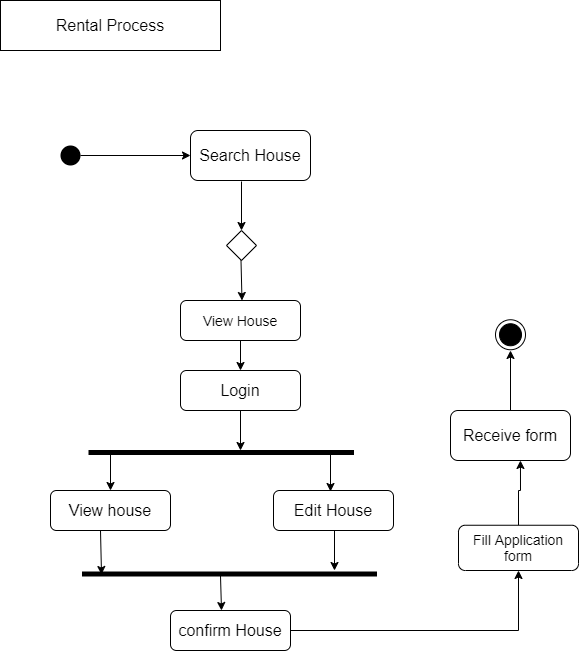 Rental Process
Search House
View House
Login
View house
Edit House
confirm House
Fill Application
form
Receive form